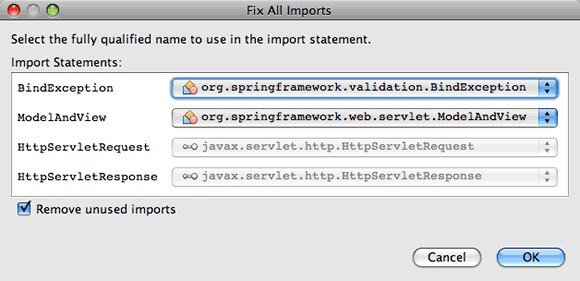 Fix All Imports
Select the fully qualified name to use in the import statement.
Import Statements:
BindException org.springframework.validation.BindException
ModelAndView org.springframework.web.servlet.ModelAndView
HttpServletRequest javax.servlet.http.HttpServletRequest
HttpServletResponse javax.servlet.http.HttpServletResponse
Remove unused imports
Cancel OK